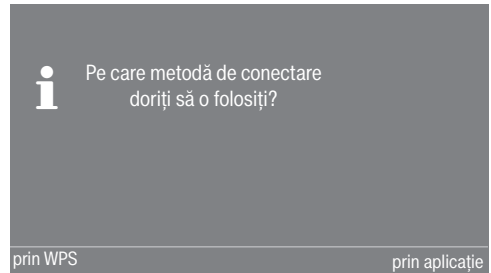 Pe care metodă de conectare
doriți să o folosiți?
prin WPS
prin aplicație